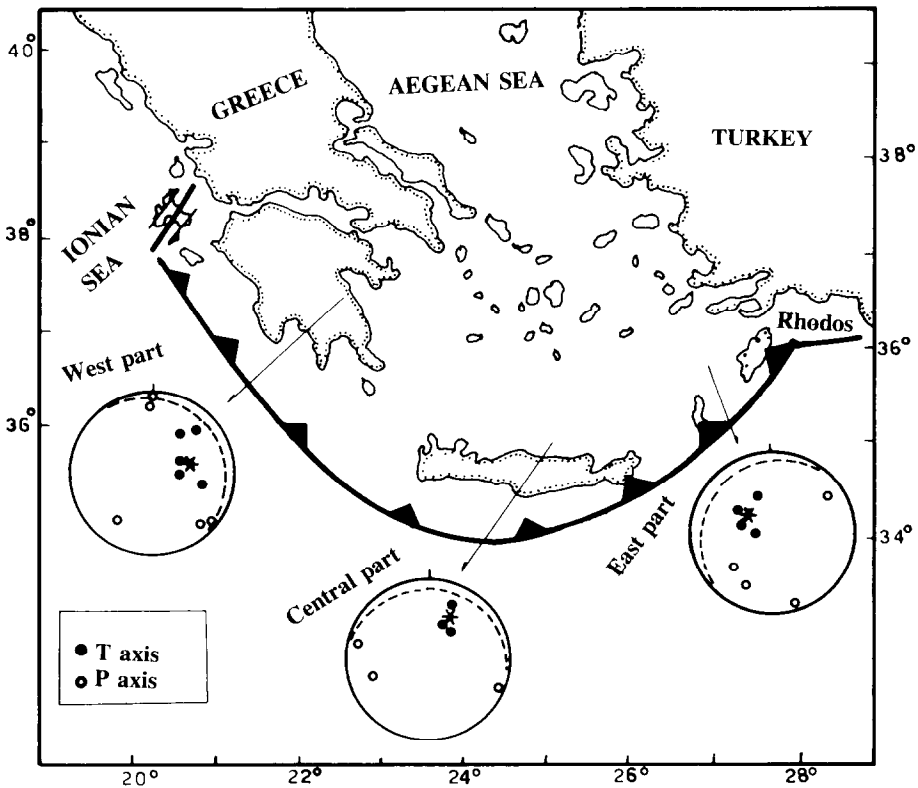 40°
GREECE
AEGEAN SEA
TURKEY
38°
IONIAN
SEA
38°
Rhodos
36°
West part
36°
East part
34°
Central part
T axis
P axis
20°
22°
24°
26°
28°